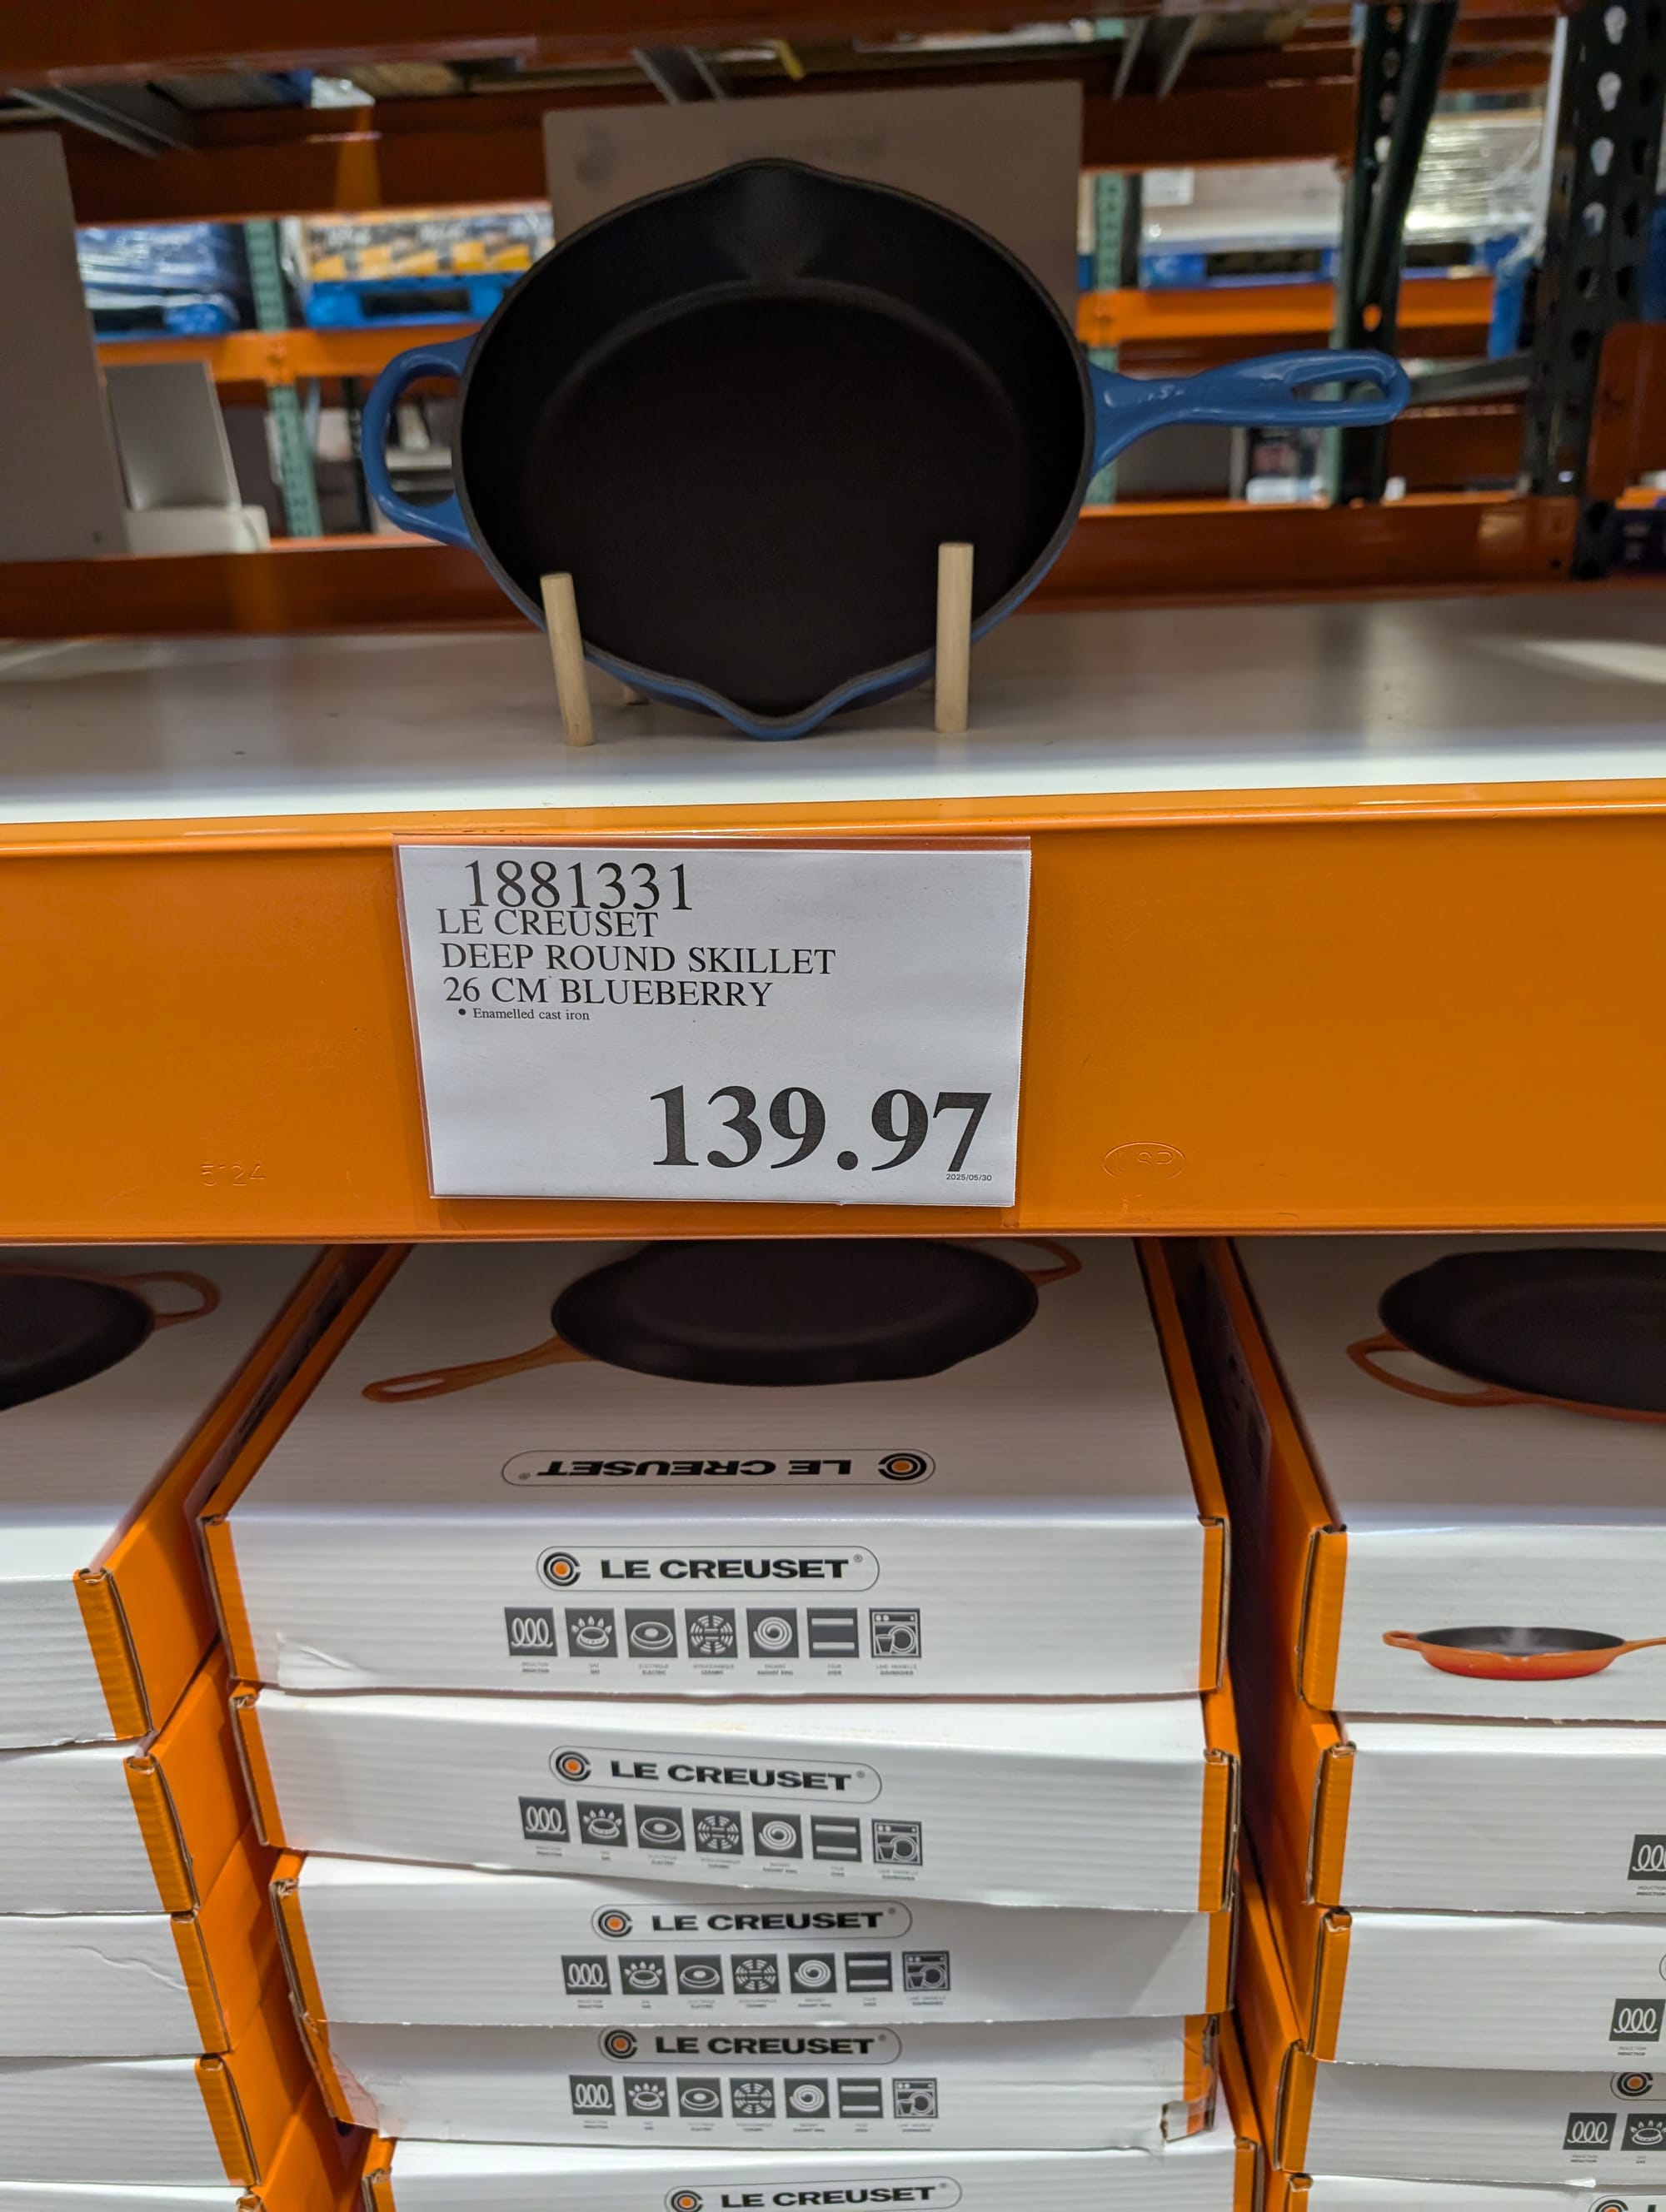 1881331
LE CREUSET
DEEP ROUND SKILLET
26 CM BLUEBERRY
• Enamelled cast iron
139.97
2025/05/30
LE CREUSET®
LE CREUSET®
INDUCTION
LE CREUSET®
LE CREUSET®
LE CREUSET®
LE CREUSET®